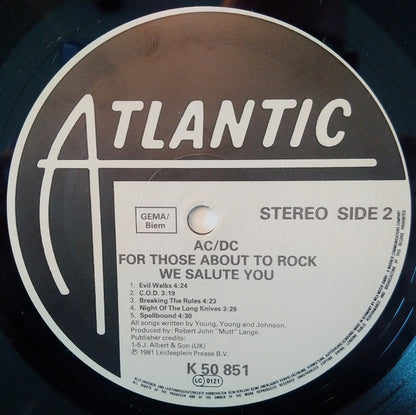 ATLANTIC
GEMA/
Biem
STEREO SIDE 2
AC/DC
FOR THOSE ABOUT TO ROCK
WE SALUTE YOU
1. Evil Walks 4:24
2. C.O.D. 3:19
3. Breaking The Rules 4:23
4. Night Of The Long Knives 3:26
5. Spellbound 4:30
All songs written by Young, Young and Johnson.
Produced by: Robert John "Mutt" Lange.
Publisher credits:
1-5 J. Albert & Son (UK)
℗ 1981 Leidseplein Presse B.V.
K 50 851
LC 0121